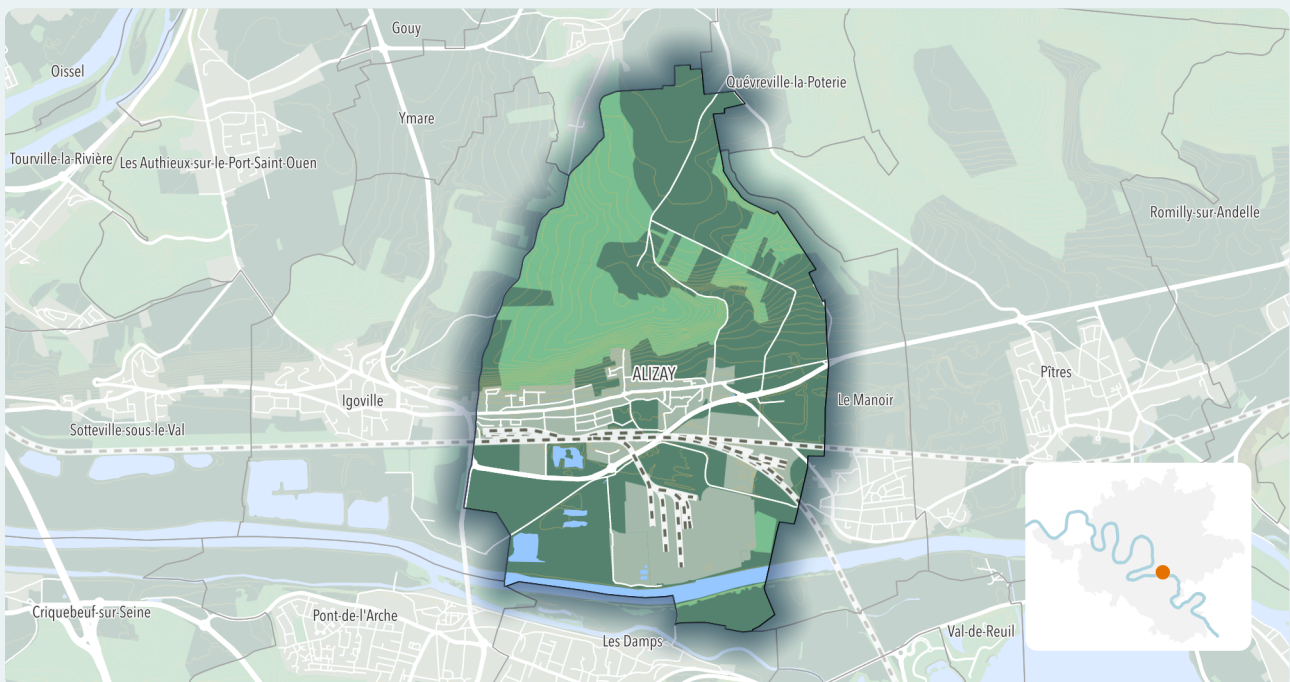 Gouy
Oissel
Quévreville-la-Poterie
Ymare
Tourville-la-Rivière
Les Authieux-sur-le-Port-Saint-Ouen
Romilly-sur-Andelle
ALIZAY
Pîtres
Igoville
Le Manoir
Sotteville-sous-le-Val
Criquebeuf-sur-Seine
Pont-de-l'Arche
Val-de-Reuil
Les Damps